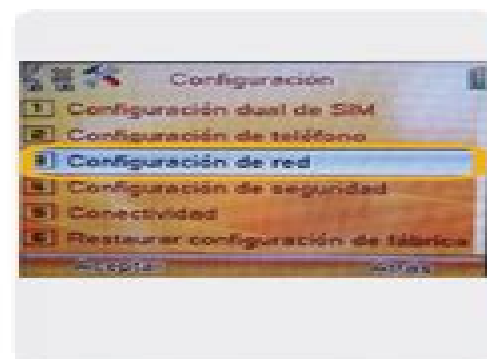 Configuración
1 Configuración dual de SIM
2 Configuración de teléfono
3 Configuración de red
4 Configuración de seguridad
5 Conectividad
6 Restaurar configuración de fábrica
Aceptar Atrás